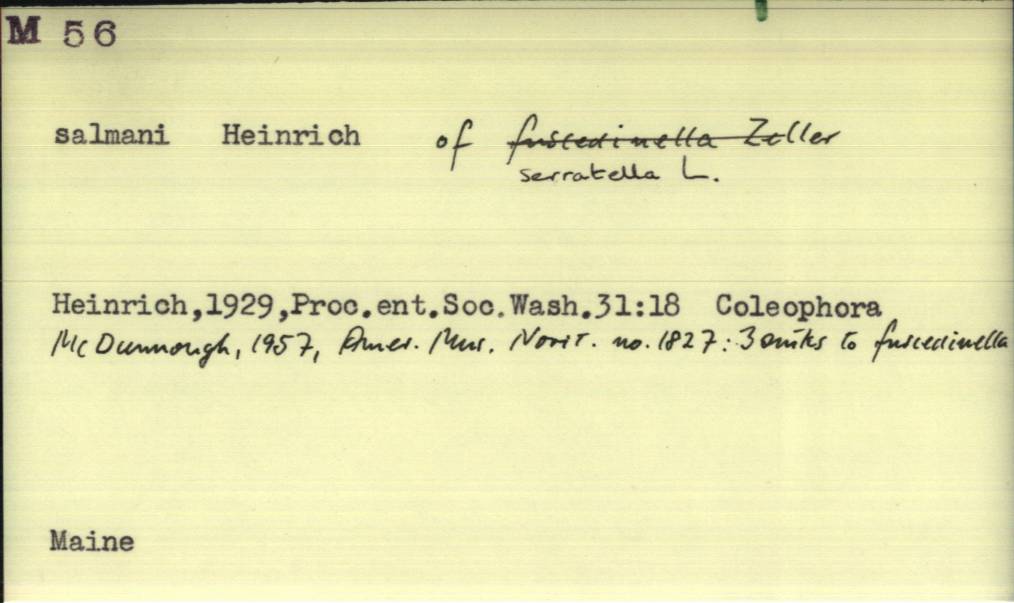 M 56
salmani Heinrich of fuscedinella Zeller
serratella L.
Heinrich,1929,Proc.ent.Soc.Wash.31:18 Coleophora
McDunnough, 1957, Amer. Mus. Novit. no. 1827: 3 sinks to fuscedinella
Maine